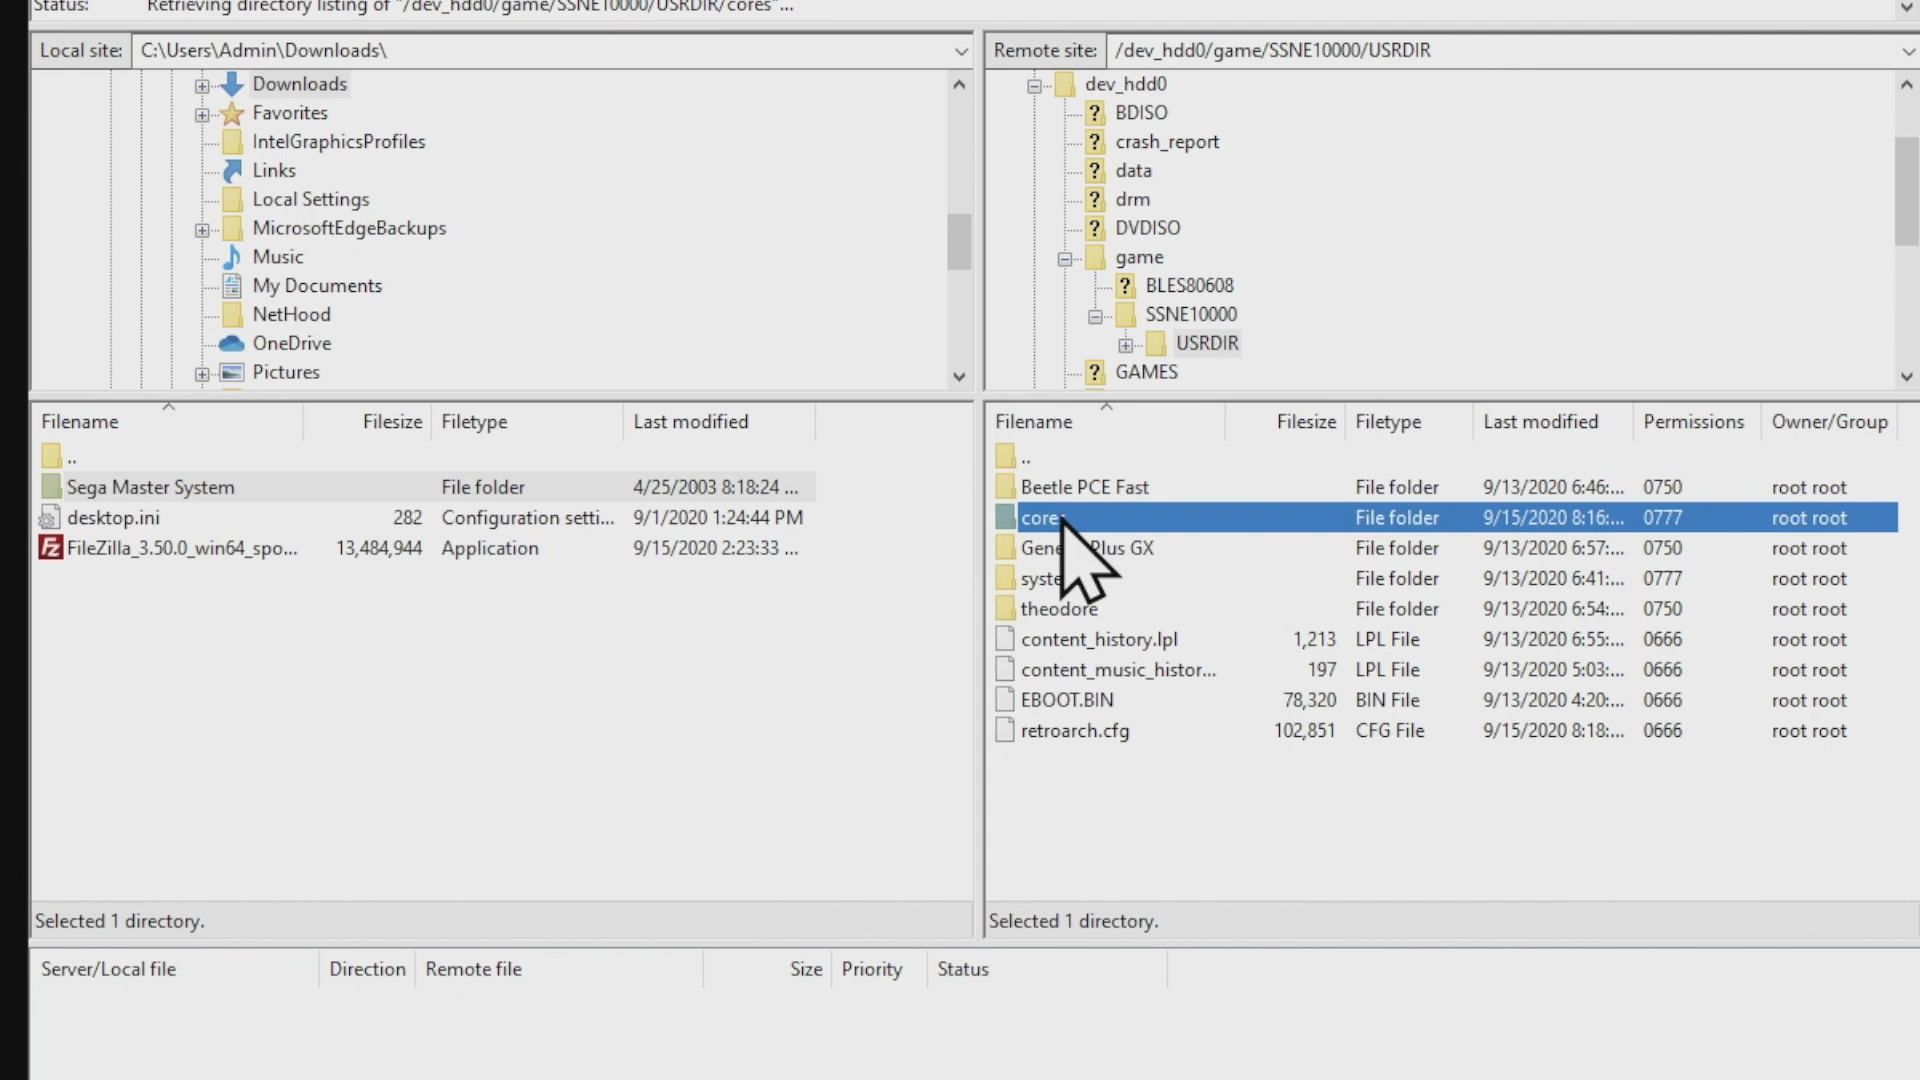 Status: Retrieving directory listing of "/dev_hdd0/game/SSNE10000/USRDIR/cores"...
Local site: C:\Users\Admin\Downloads\
Downloads
Favorites
IntelGraphicsProfiles
Links
Local Settings
MicrosoftEdgeBackups
Music
My Documents
NetHood
OneDrive
Pictures
Remote site: /dev_hdd0/game/SSNE10000/USRDIR
dev_hdd0
? BDISO
? crash_report
? data
? drm
? DVDISO
game
? BLES80608
SSNE10000
USRDIR
? GAMES
Filename Filesize Filetype Last modified
..
Sega Master System File folder 4/25/2003 8:18:24 ...
desktop.ini 282 Configuration setti... 9/1/2020 1:24:44 PM
Fz FileZilla_3.50.0_win64_spo... 13,484,944 Application 9/15/2020 2:23:33 ...
Selected 1 directory.
Filename Filesize Filetype Last modified Permissions Owner/Group
..
Beetle PCE Fast File folder 9/13/2020 6:46:... 0750 root root
core File folder 9/15/2020 8:16:... 0777 root root
Gene Plus GX File folder 9/13/2020 6:57:... 0750 root root
syste File folder 9/13/2020 6:41:... 0777 root root
theodore File folder 9/13/2020 6:54:... 0750 root root
content_history.lpl 1,213 LPL File 9/13/2020 6:55:... 0666 root root
content_music_histor... 197 LPL File 9/13/2020 5:03:... 0666 root root
EBOOT.BIN 78,320 BIN File 9/13/2020 4:20:... 0666 root root
retroarch.cfg 102,851 CFG File 9/15/2020 8:18:... 0666 root root
Selected 1 directory.
Server/Local file Direction Remote file Size Priority Status